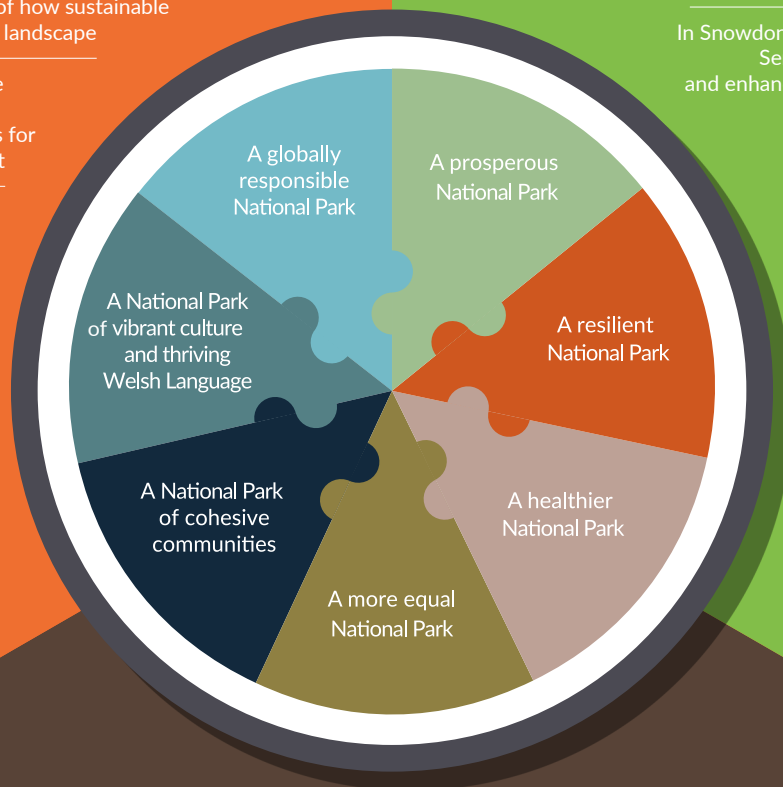 of how sustainable
landscape
s for
In Snowdon
and enhan
A globally
responsible
National Park
A prosperous
National Park
A National Park
of vibrant culture
and thriving
Welsh Language
A resilient
National Park
A National Park
of cohesive
communities
A healthier
National Park
A more equal
National Park